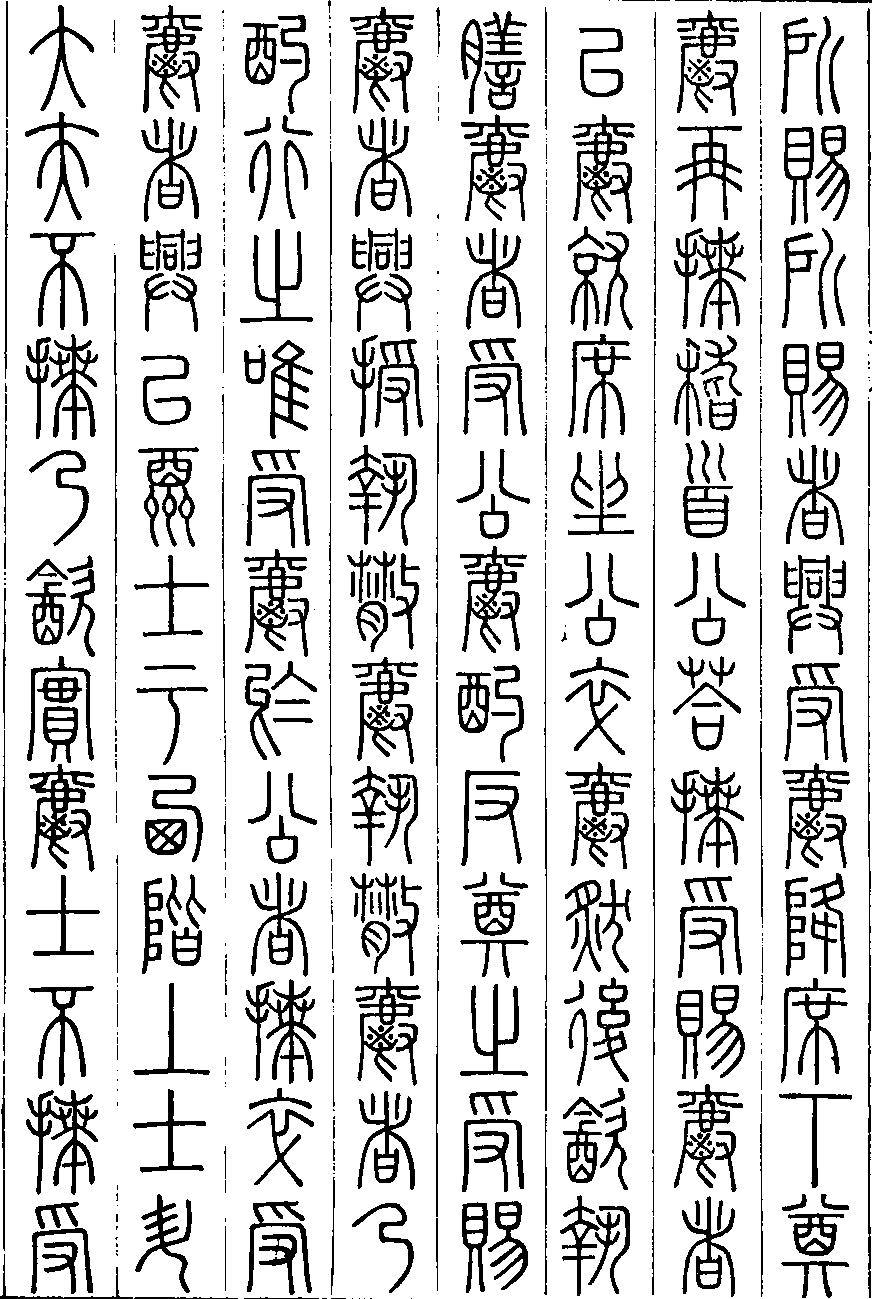 所賜所賜者興受爵降席下奠
爵再拜稽首公答拜受賜爵者
以爵就席坐公卒爵然後飲執
膳爵者受公爵酌反奠之受賜
爵者興授執散爵執散爵者乃
酌行之唯受爵於公者拜卒受
爵者興以酬士于西階上士升
大夫不拜乃飲實爵士不拜受